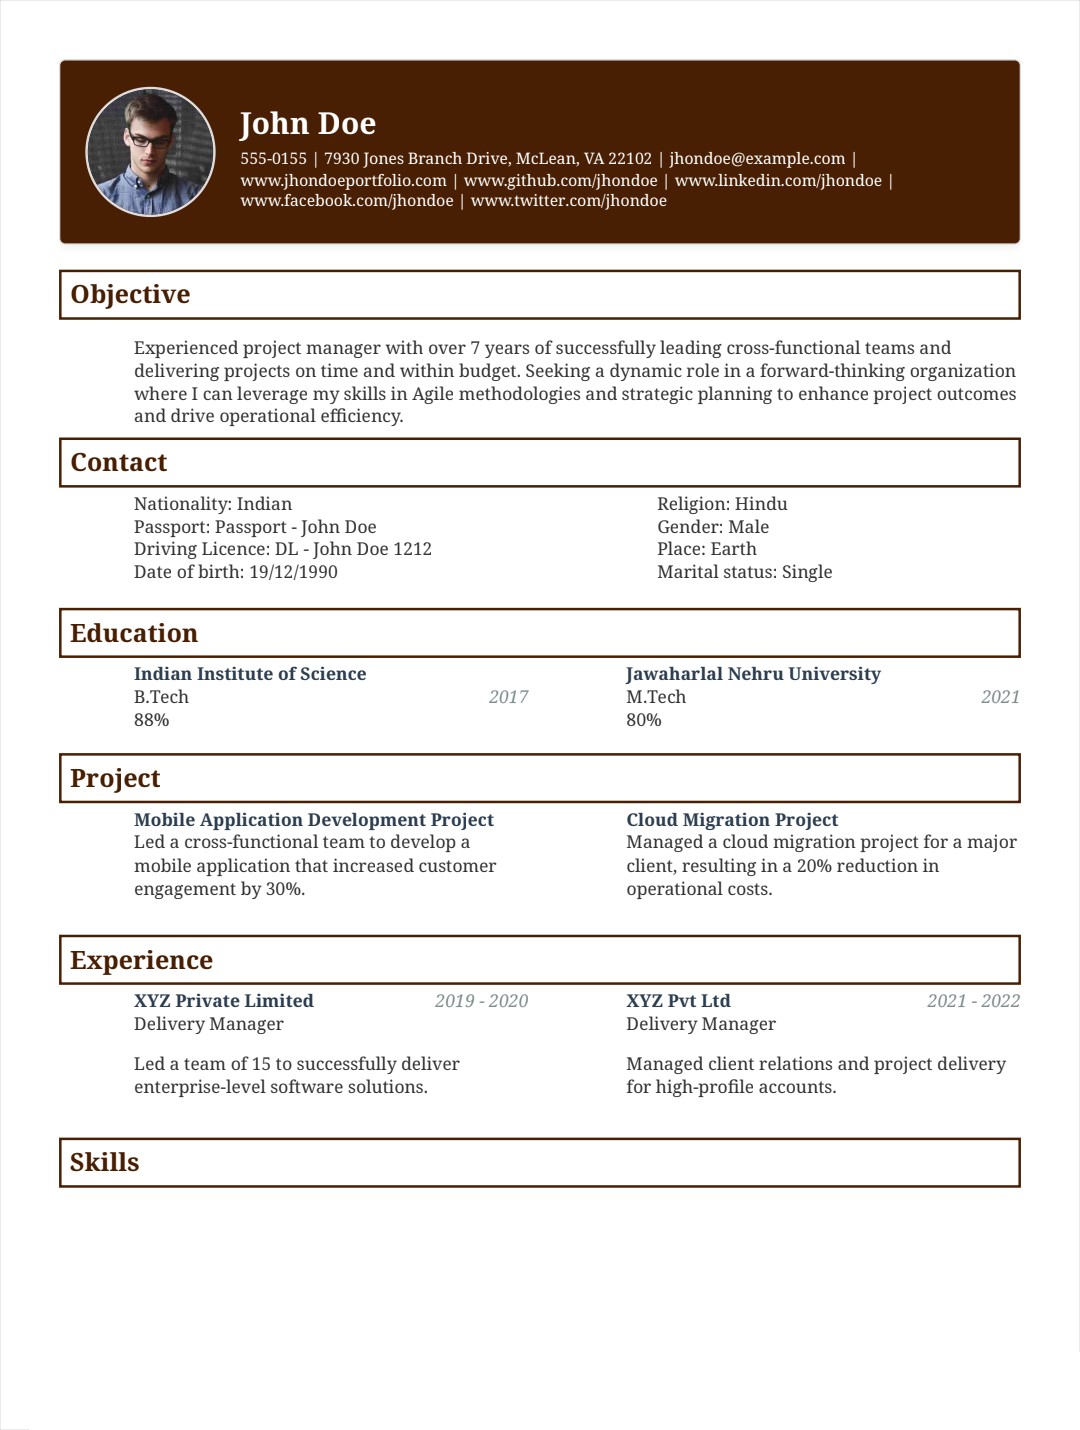 John Doe
555-0155 | 7930 Jones Branch Drive, McLean, VA 22102 | jhondoe@example.com |
www.jhondoeportfolio.com | www.github.com/jhondoe | www.linkedin.com/jhondoe |
www.facebook.com/jhondoe | www.twitter.com/jhondoe
Objective
Experienced project manager with over 7 years of successfully leading cross-functional teams and
delivering projects on time and within budget. Seeking a dynamic role in a forward-thinking organization
where I can leverage my skills in Agile methodologies and strategic planning to enhance project outcomes
and drive operational efficiency.
Contact
Nationality: Indian
Passport: Passport - John Doe
Driving Licence: DL - John Doe 1212
Date of birth: 19/12/1990
Religion: Hindu
Gender: Male
Place: Earth
Marital status: Single
Education
Indian Institute of Science
B.Tech 2017
88%
Jawaharlal Nehru University
M.Tech 2021
80%
Project
Mobile Application Development Project
Led a cross-functional team to develop a
mobile application that increased customer
engagement by 30%.
Cloud Migration Project
Managed a cloud migration project for a major
client, resulting in a 20% reduction in
operational costs.
Experience
XYZ Private Limited 2019 - 2020
Delivery Manager
Led a team of 15 to successfully deliver
enterprise-level software solutions.
XYZ Pvt Ltd 2021 - 2022
Delivery Manager
Managed client relations and project delivery
for high-profile accounts.
Skills